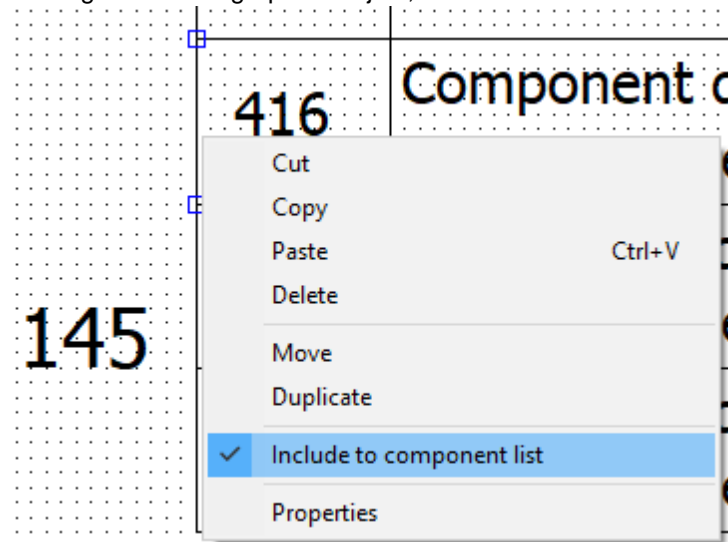 416
Component
Cut
Copy
Paste Ctrl+V
Delete
145
Move
Duplicate
Include to component list
Properties